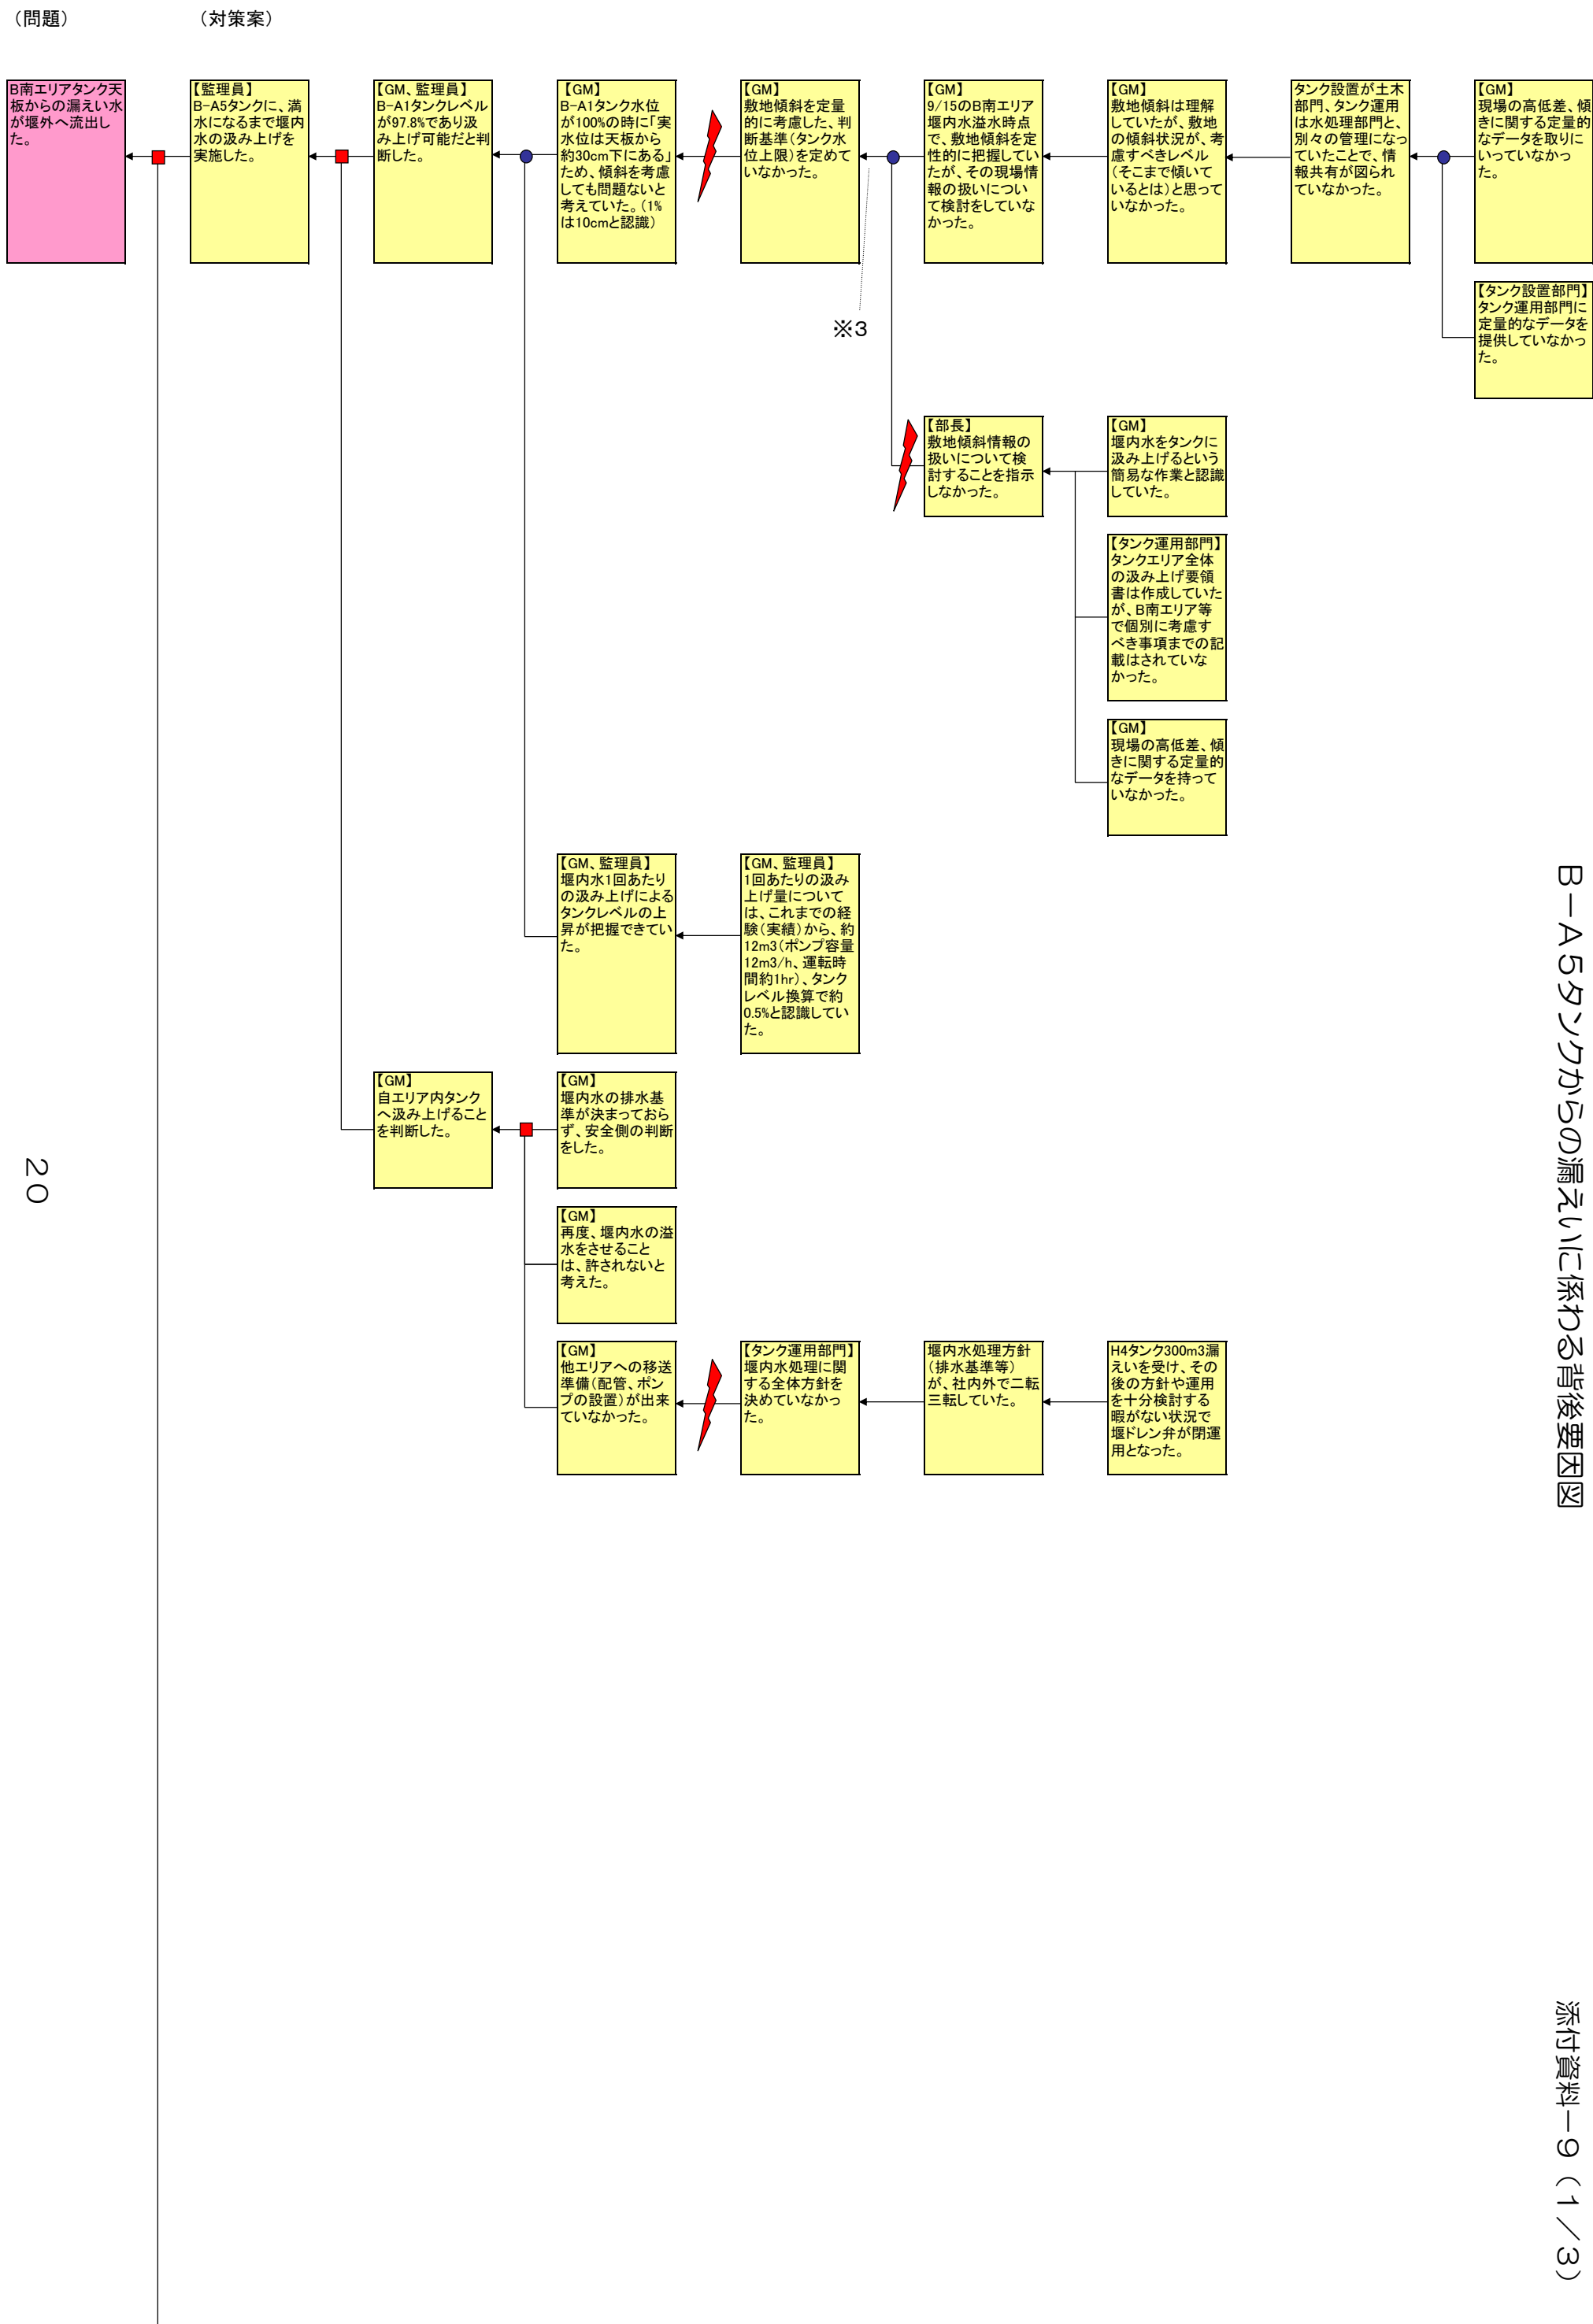 （問題）
（対策案）
B南エリアタンク天
板からの漏えい水
が堰外へ流出し
た。
【監理員】
B-A5タンクに、満
水になるまで堰内
水の汲み上げを
実施した。
【GM、監理員】
B-A1タンクレベル
が97.8%であり汲
み上げ可能だと判
断した。
【GM】
B-A1タンク水位
が100%の時に「実
水位は天板から
約30cm下にある」
ため、傾斜を考慮
しても問題ないと
考えていた。（1%
は10cmと認識）
【GM】
敷地傾斜を定量
的に考慮した、判
断基準（タンク水
位上限）を定めて
いなかった。
【GM】
9/15のB南エリア
堰内水溢水時点
で、敷地傾斜を定
性的に把握してい
たが、その現場情
報の扱いについ
て検討をしていな
かった。
【GM】
敷地傾斜は理解
していたが、敷地
の傾斜状況が、考
慮すべきレベル
（そこまで傾いて
いるとは）と思って
いなかった。
タンク設置が土木
部門、タンク運用
は水処理部門と、
別々の管理になっ
ていたことで、情
報共有が図られ
ていなかった。
【GM】
現場の高低差、傾
きに関する定量的
なデータを取りに
いっていなかっ
た。
【タンク設置部門】
タンク運用部門に
定量的なデータを
提供していなかっ
た。
※3
【部長】
敷地傾斜情報の
扱いについて検
討することを指示
しなかった。
【GM】
堰内水をタンクに
汲み上げるという
簡易な作業と認識
していた。
【タンク運用部門】
タンクエリア全体
の汲み上げ要領
書は作成していた
が、B南エリア等
で個別に考慮す
べき事項までの記
載はされていな
かった。
【GM】
現場の高低差、傾
きに関する定量的
なデータを持って
いなかった。
【GM、監理員】
堰内水1回あたり
の汲み上げによる
タンクレベルの上
昇が把握できてい
た。
【GM、監理員】
1回あたりの汲み
上げ量について
は、これまでの経
験（実績）から、約
12m3（ポンプ容量
12m3/h、運転時
間約1hr）、タンク
レベル換算で約
0.5%と認識してい
た。
【GM】
自エリア内タンク
へ汲み上げること
を判断した。
【GM】
堰内水の排水基
準が決まっておら
ず、安全側の判断
をした。
【GM】
再度、堰内水の溢
水をさせること
は、許されないと
考えた。
【GM】
他エリアへの移送
準備（配管、ポン
プの設置）が出来
ていなかった。
【タンク運用部門】
堰内水処理に関
する全体方針を
決めていなかっ
た。
堰内水処理方針
（排水基準等）
が、社内外で二転
三転していた。
H4タンク300m3漏
えいを受け、その
後の方針や運用
を十分検討する
暇がない状況で
堰ドレン弁が閉運
用となった。
B－A5タンクからの漏えいに係わる背後要因図
添付資料－9（1／3）
20